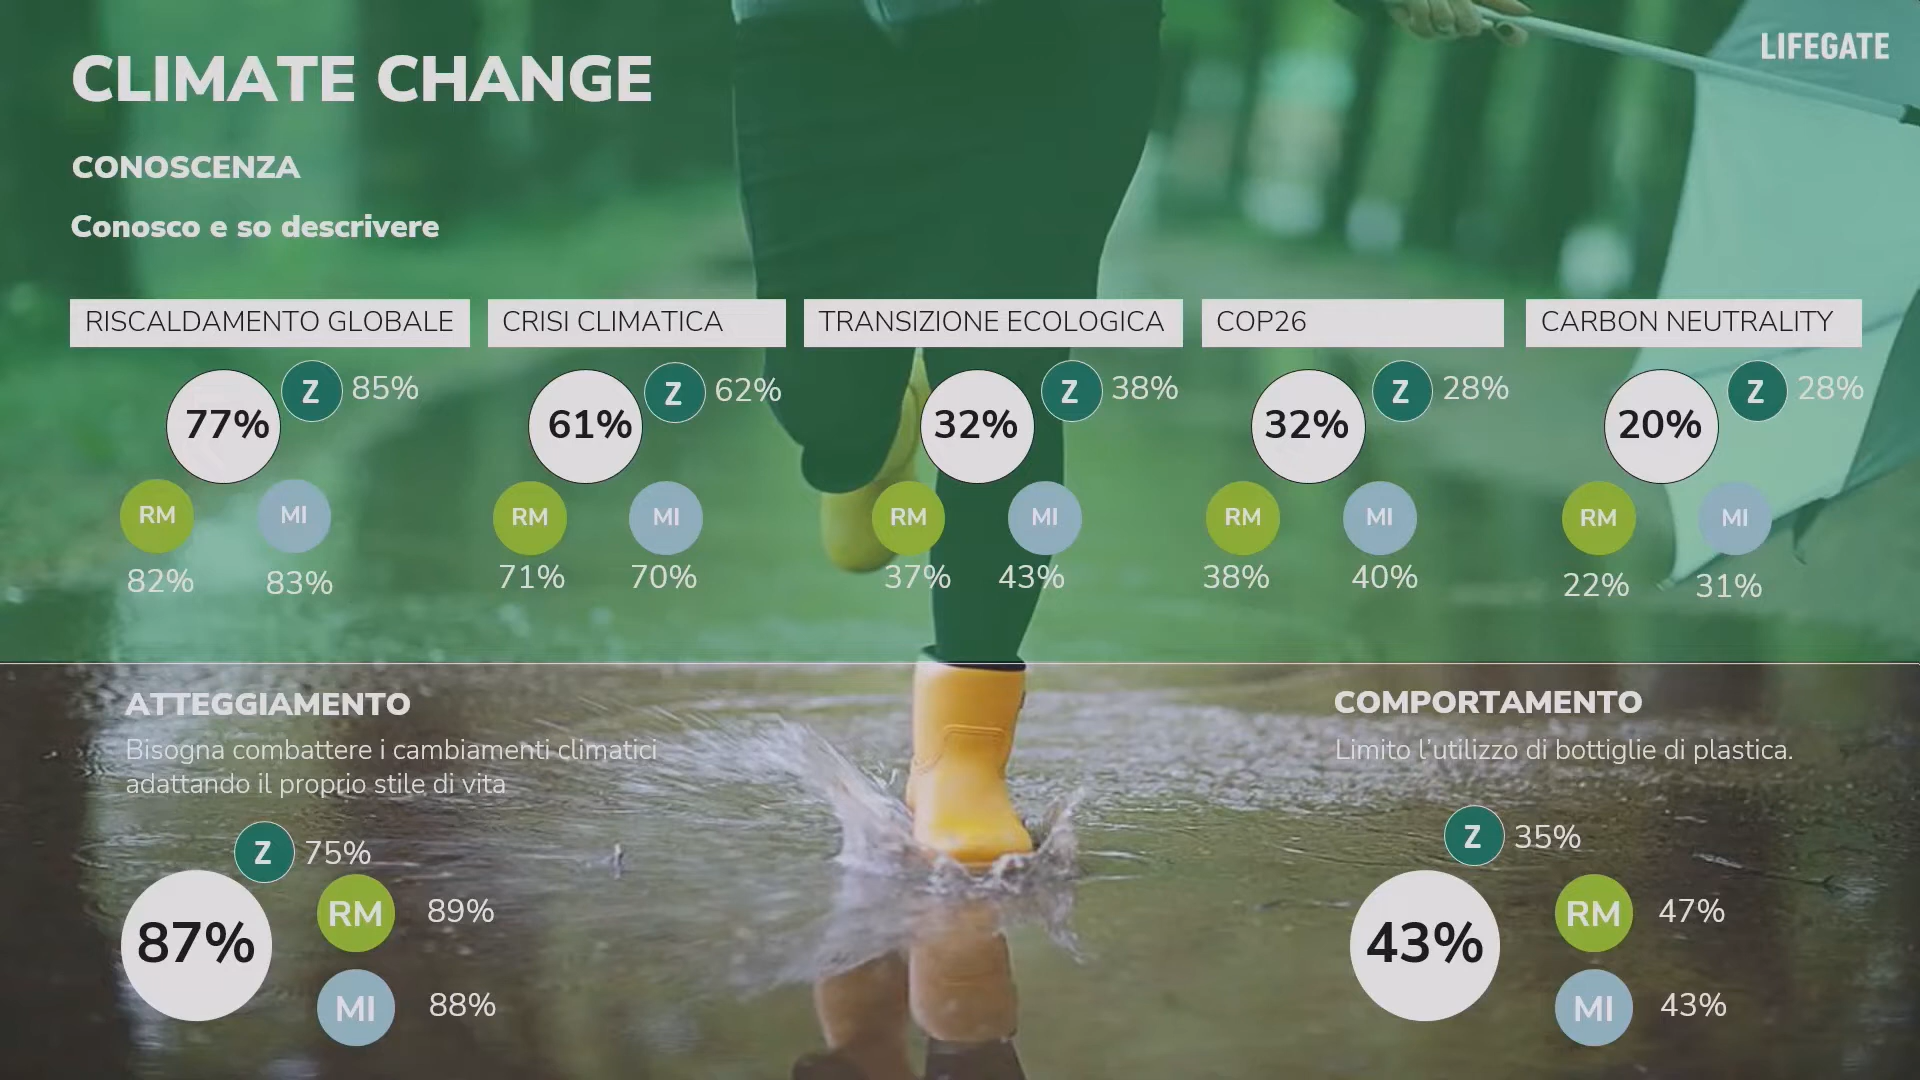 LIFEGATE
CLIMATE CHANGE
CONOSCENZA
Conosco e so descrivere
RISCALDAMENTO GLOBALE
77%
Z 85%
RM 82%
MI 83%
CRISI CLIMATICA
61%
Z 62%
RM 71%
MI 70%
TRANSIZIONE ECOLOGICA
32%
Z 38%
RM 37%
MI 43%
COP26
32%
Z 28%
RM 38%
MI 40%
CARBON NEUTRALITY
20%
Z 28%
RM 22%
MI 31%
ATTEGGIAMENTO
Bisogna combattere i cambiamenti climatici
adattando il proprio stile di vita
Z 75%
87%
RM 89%
MI 88%
COMPORTAMENTO
Limito l'utilizzo di bottiglie di plastica.
Z 35%
43%
RM 47%
MI 43%